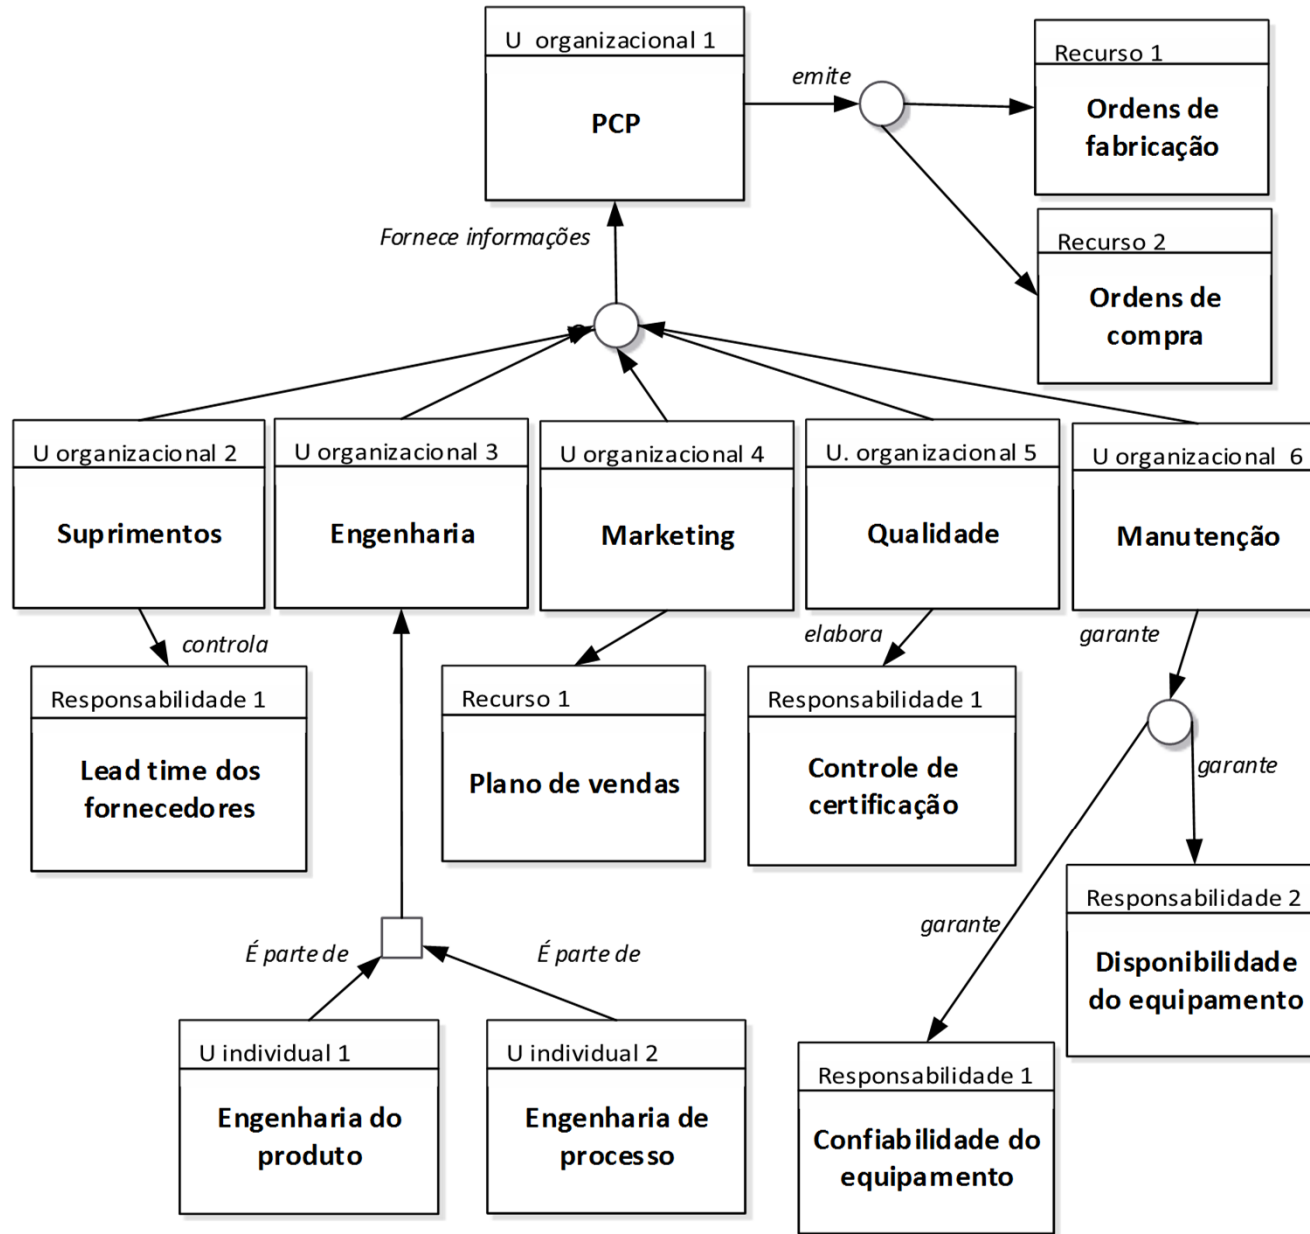 U organizacional 1
PCP
emite
Recurso 1
Ordens de
fabricação
Recurso 2
Ordens de
compra
Fornece informações
U organizacional 2
Suprimentos
U organizacional 3
Engenharia
U organizacional 4
Marketing
U. organizacional 5
Qualidade
U organizacional 6
Manutenção
controla
elabora
garante
Responsabilidade 1
Lead time dos
fornecedores
Recurso 1
Plano de vendas
Responsabilidade 1
Controle de
certificação
garante
garante
Responsabilidade 2
Disponibilidade
do equipamento
É parte de
É parte de
U individual 1
Engenharia do
produto
U individual 2
Engenharia de
processo
Responsabilidade 1
Confiabilidade do
equipamento